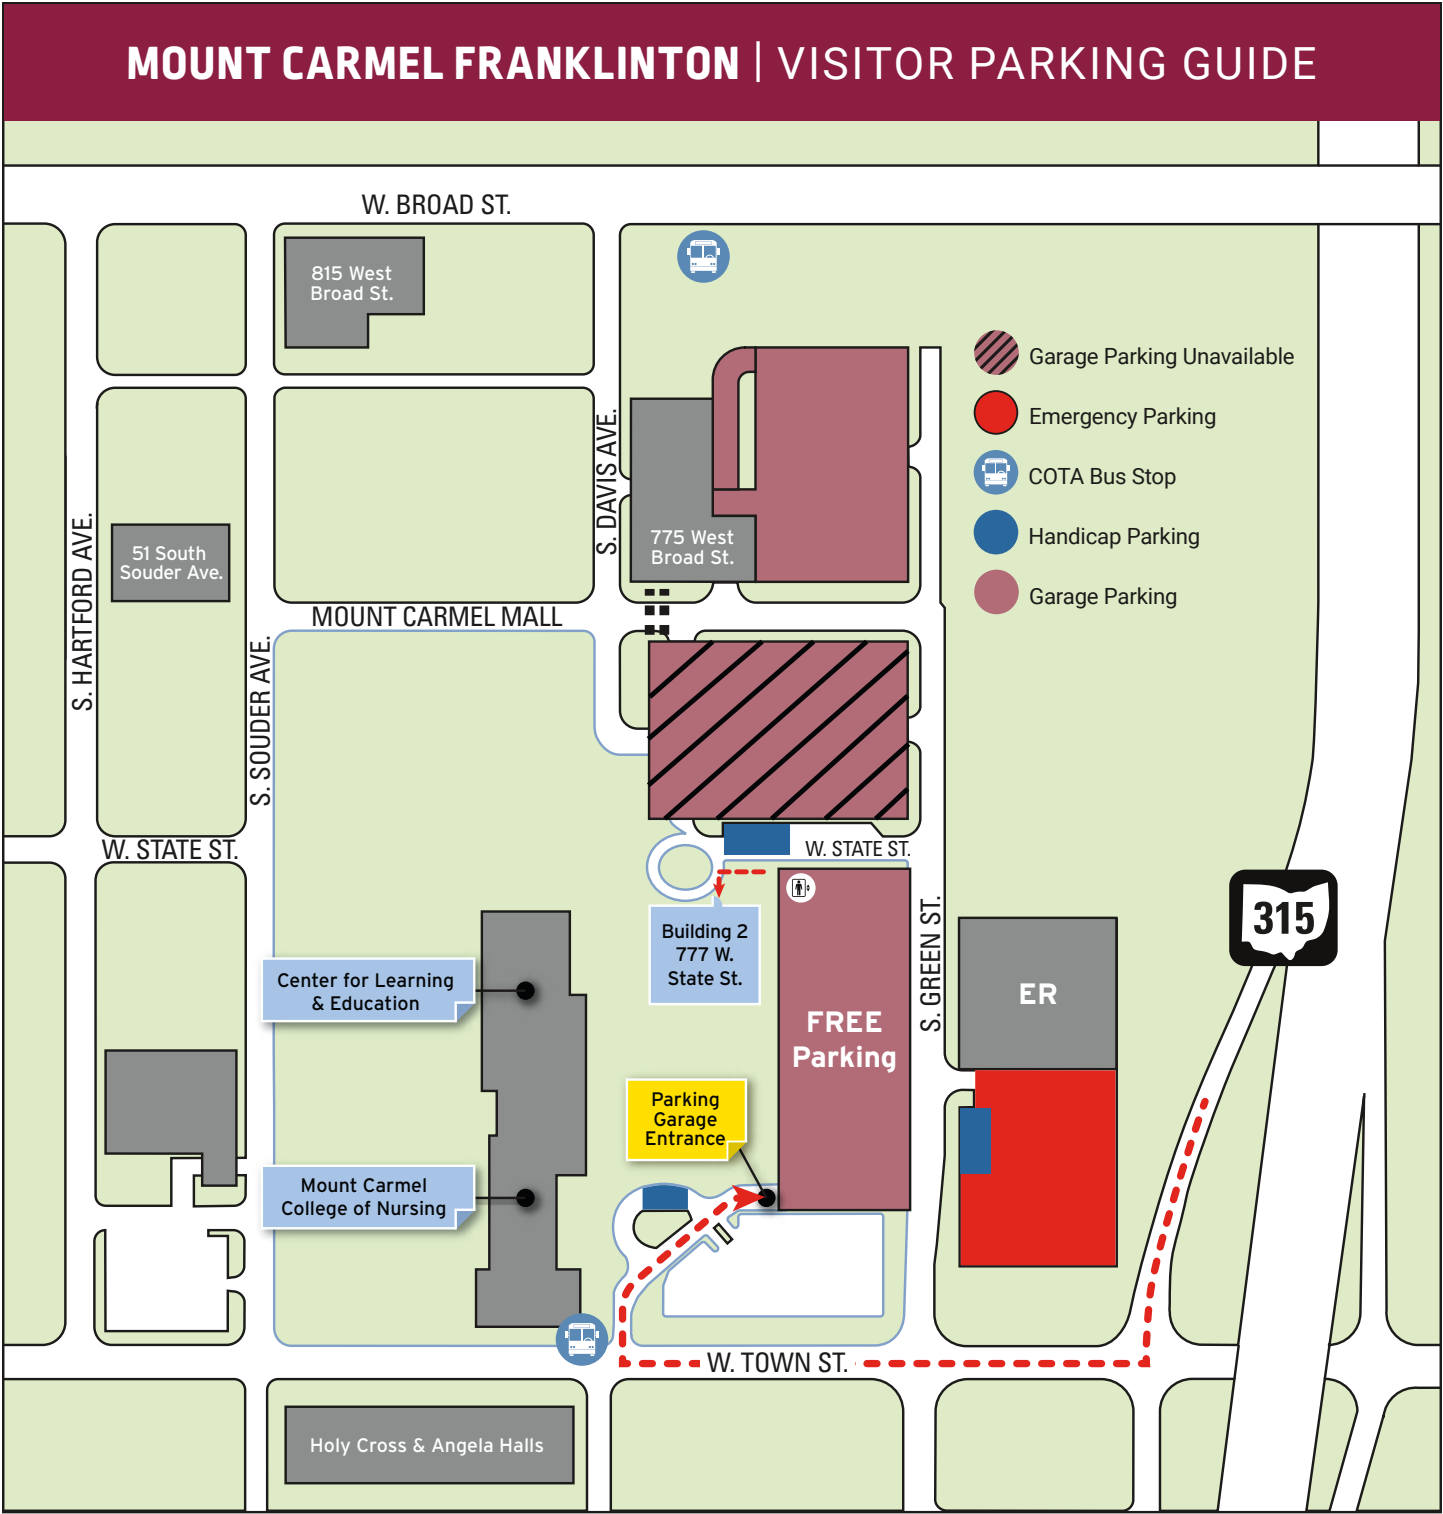 MOUNT CARMEL FRANKLINTON | VISITOR PARKING GUIDE
W. BROAD ST.
815 West
Broad St.
Garage Parking Unavailable
Emergency Parking
COTA Bus Stop
Handicap Parking
Garage Parking
S. DAVIS AVE.
775 West
Broad St.
S. HARTFORD AVE.
51 South
Souder Ave.
MOUNT CARMEL MALL
S. SOUDER AVE.
W. STATE ST.
W. STATE ST.
Building 2
777 W.
State St.
S. GREEN ST.
315
Center for Learning
& Education
ER
FREE
Parking
Parking
Garage
Entrance
Mount Carmel
College of Nursing
W. TOWN ST.
Holy Cross & Angela Halls